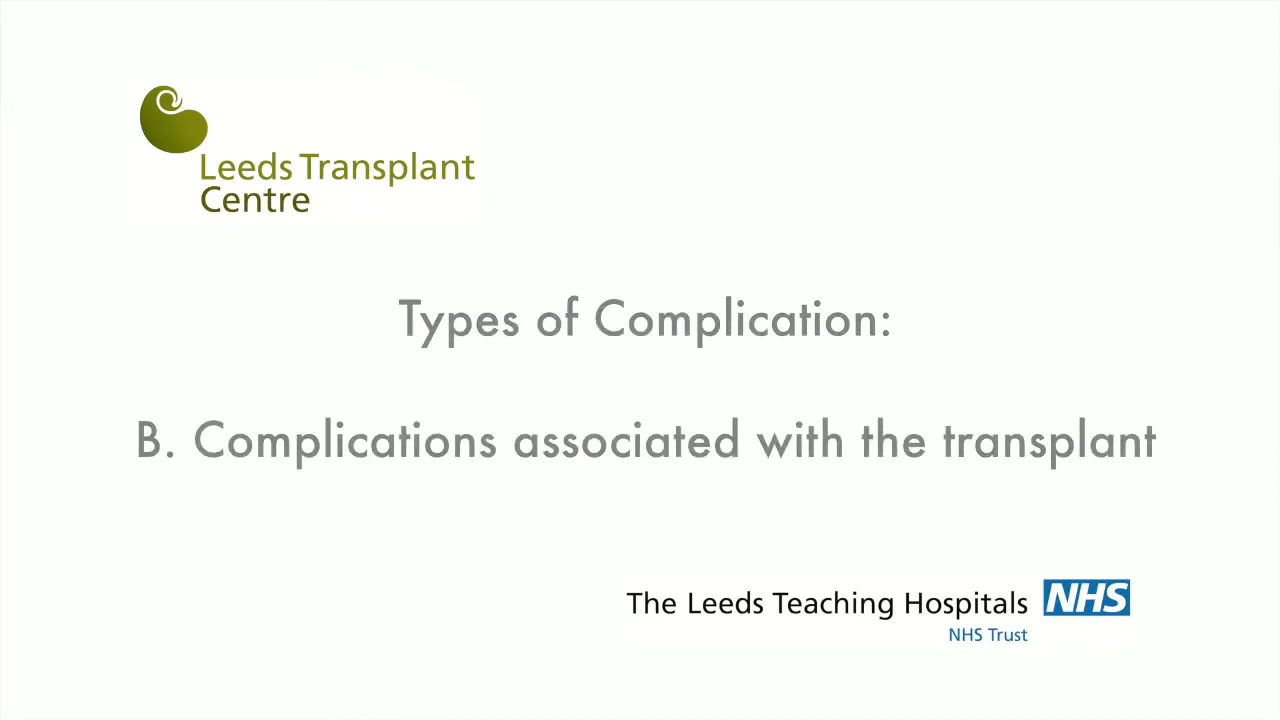 Leeds Transplant
Centre
Types of Complication:
B. Complications associated with the transplant
The Leeds Teaching Hospitals NHS
NHS Trust